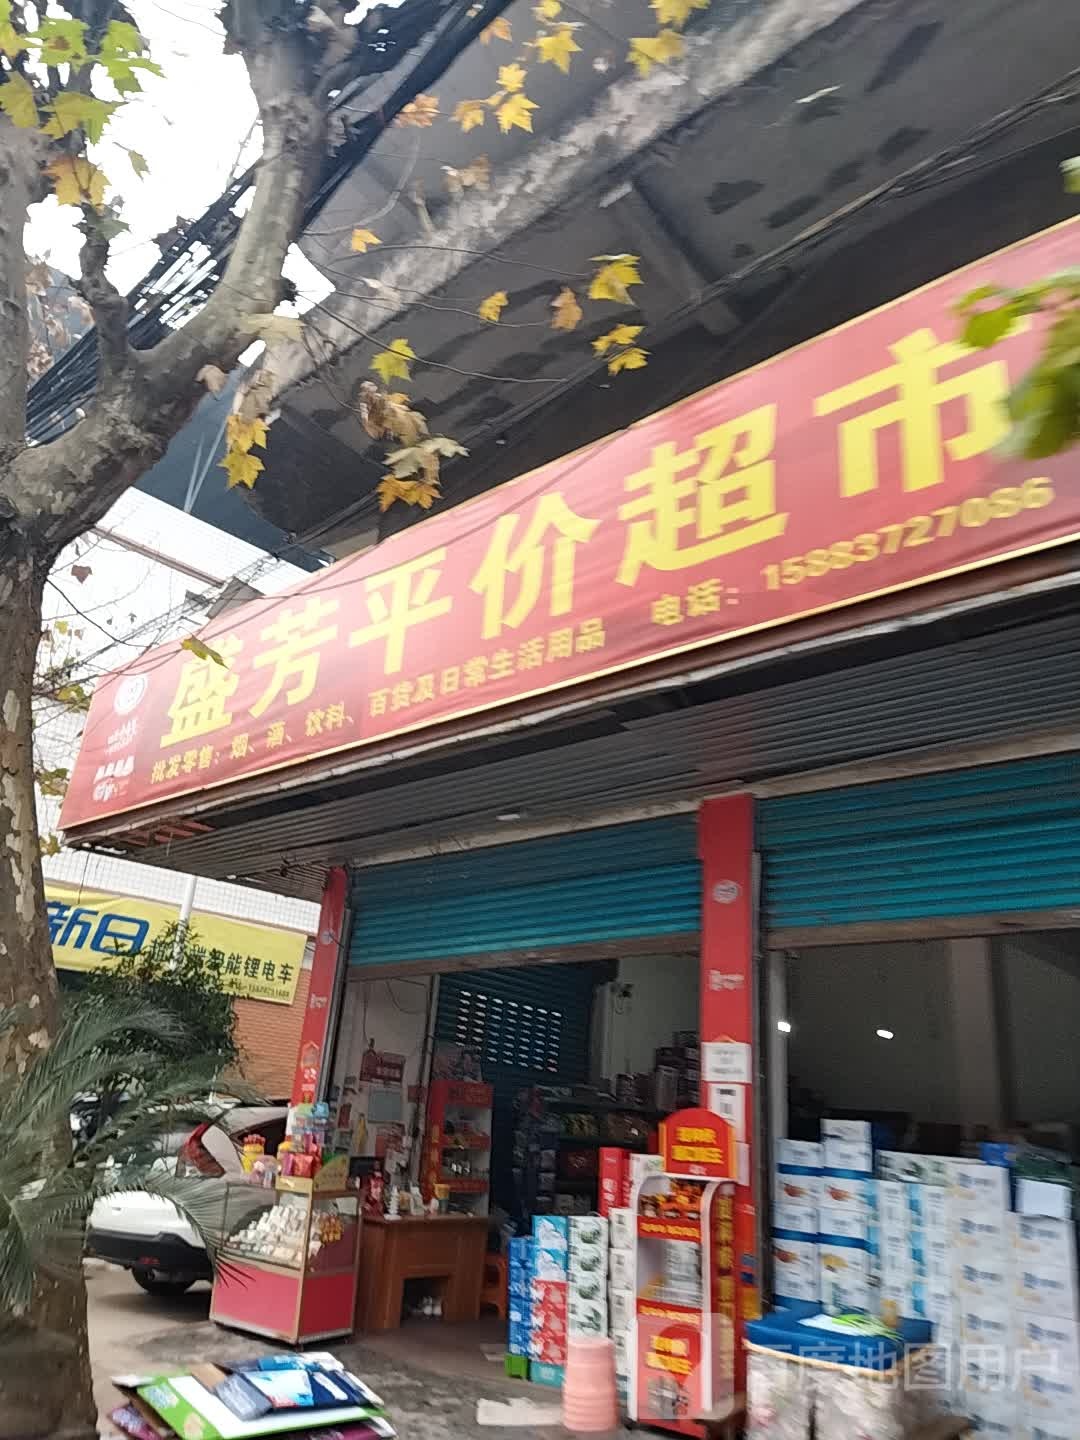 盛芳平价超市
批发零售：烟、酒、饮料、百货及日常生活用品 电话：15883727086
新日
智能锂电车
百度地图用户